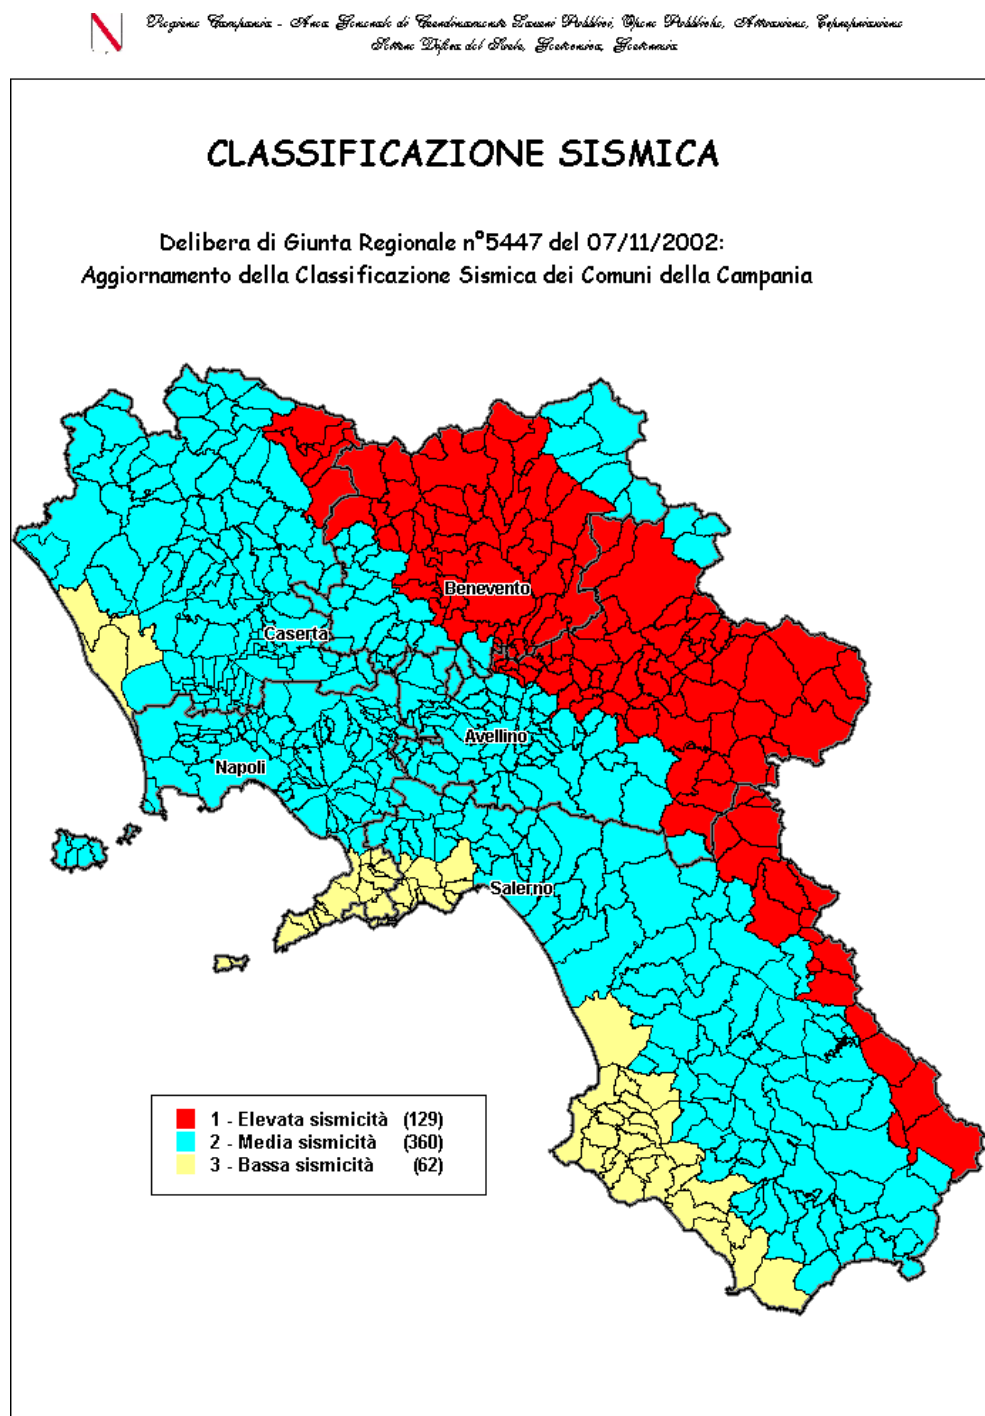 Regione Campania - Area Generale di Coordinamento Lavori Pubblici, Opere Pubbliche, Attuazione, Espropriazione
Settore Difesa del Suolo, Geotecnica, Geotermia
CLASSIFICAZIONE SISMICA
Delibera di Giunta Regionale n°5447 del 07/11/2002:
Aggiornamento della Classificazione Sismica dei Comuni della Campania
Benevento
Caserta
Avellino
Napoli
Salerno
1 - Elevata sismicità (129)
2 - Media sismicità (360)
3 - Bassa sismicità (62)